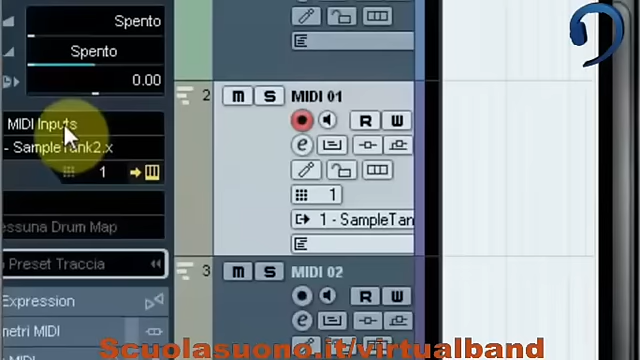 Spento
Spento
0.00
MIDI Inputs
- SampleTank2.x
1
essuna Drum Map
Preset Traccia
Expression
metri MIDI
MIDI
2
M S
MIDI 01
R W
e
1
1 - SampleTan
3
M S
MIDI 02
R W
e
Scuolasuono.it/virtualband